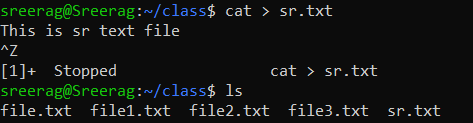 sreerag@Sreerag:~/class$ cat > sr.txt
This is sr text file
^Z
[1]+  Stopped                 cat > sr.txt
sreerag@Sreerag:~/class$ ls
file.txt  file1.txt  file2.txt  file3.txt  sr.txt